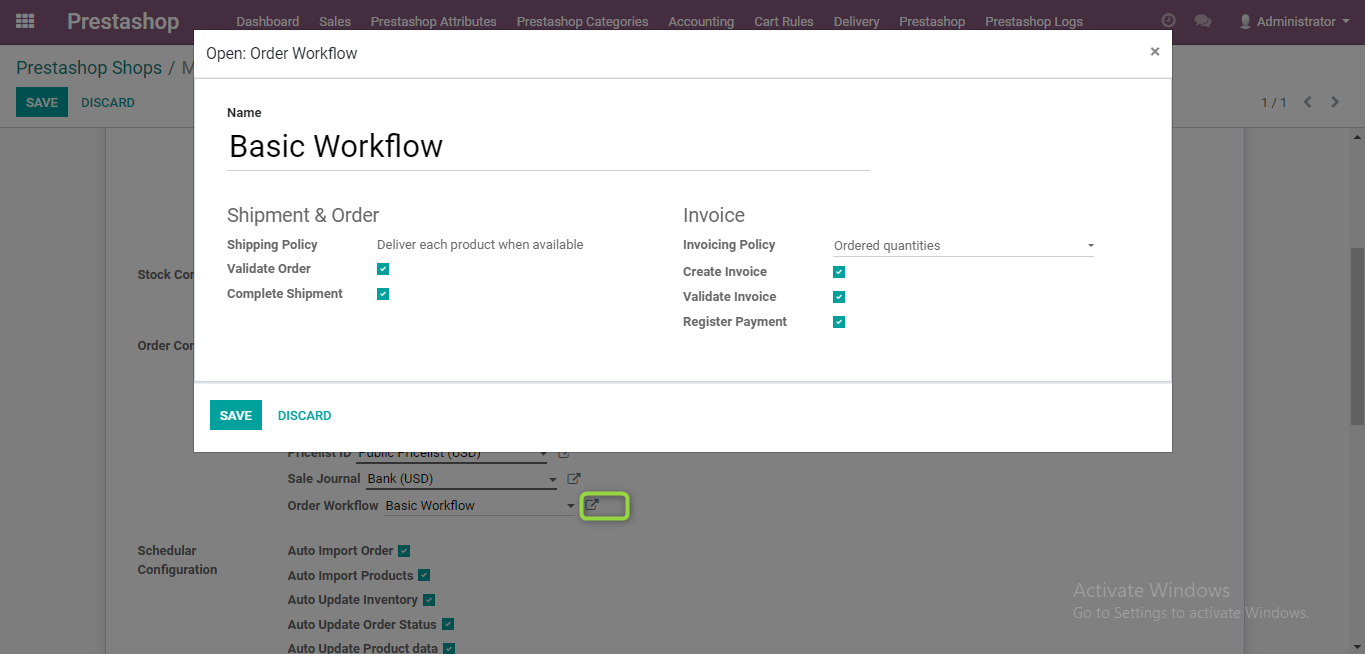 Prestashop Dashboard Sales Prestashop Attributes Prestashop Categories Accounting Cart Rules Delivery Prestashop Prestashop Logs Administrator
Open: Order Workflow ×
Prestashop Shops / M
SAVE DISCARD 1 / 1
Name
Basic Workflow
Shipment & Order
Shipping Policy Deliver each product when available
Validate Order
Complete Shipment
Invoice
Invoicing Policy Ordered quantities
Create Invoice
Validate Invoice
Register Payment
SAVE DISCARD
Stock Con
Order Con
Pricelist ID Public Pricelist (USD)
Sale Journal Bank (USD)
Order Workflow Basic Workflow
Schedular
Configuration
Auto Import Order
Auto Import Products
Auto Update Inventory
Auto Update Order Status
Auto Update Product data
Activate Windows
Go to Settings to activate Windows.